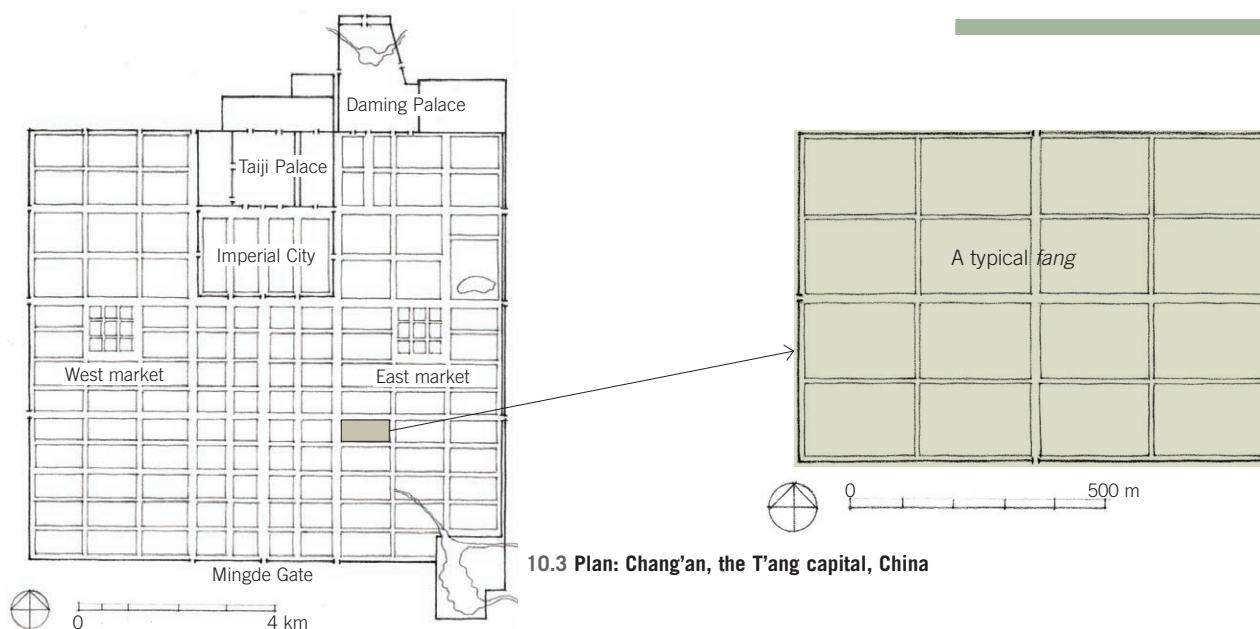 Daming Palace
Taiji Palace
Imperial City
West market
East market
Mingde Gate
0 4 km
A typical fang
0 500 m
10.3 Plan: Chang'an, the T'ang capital, China